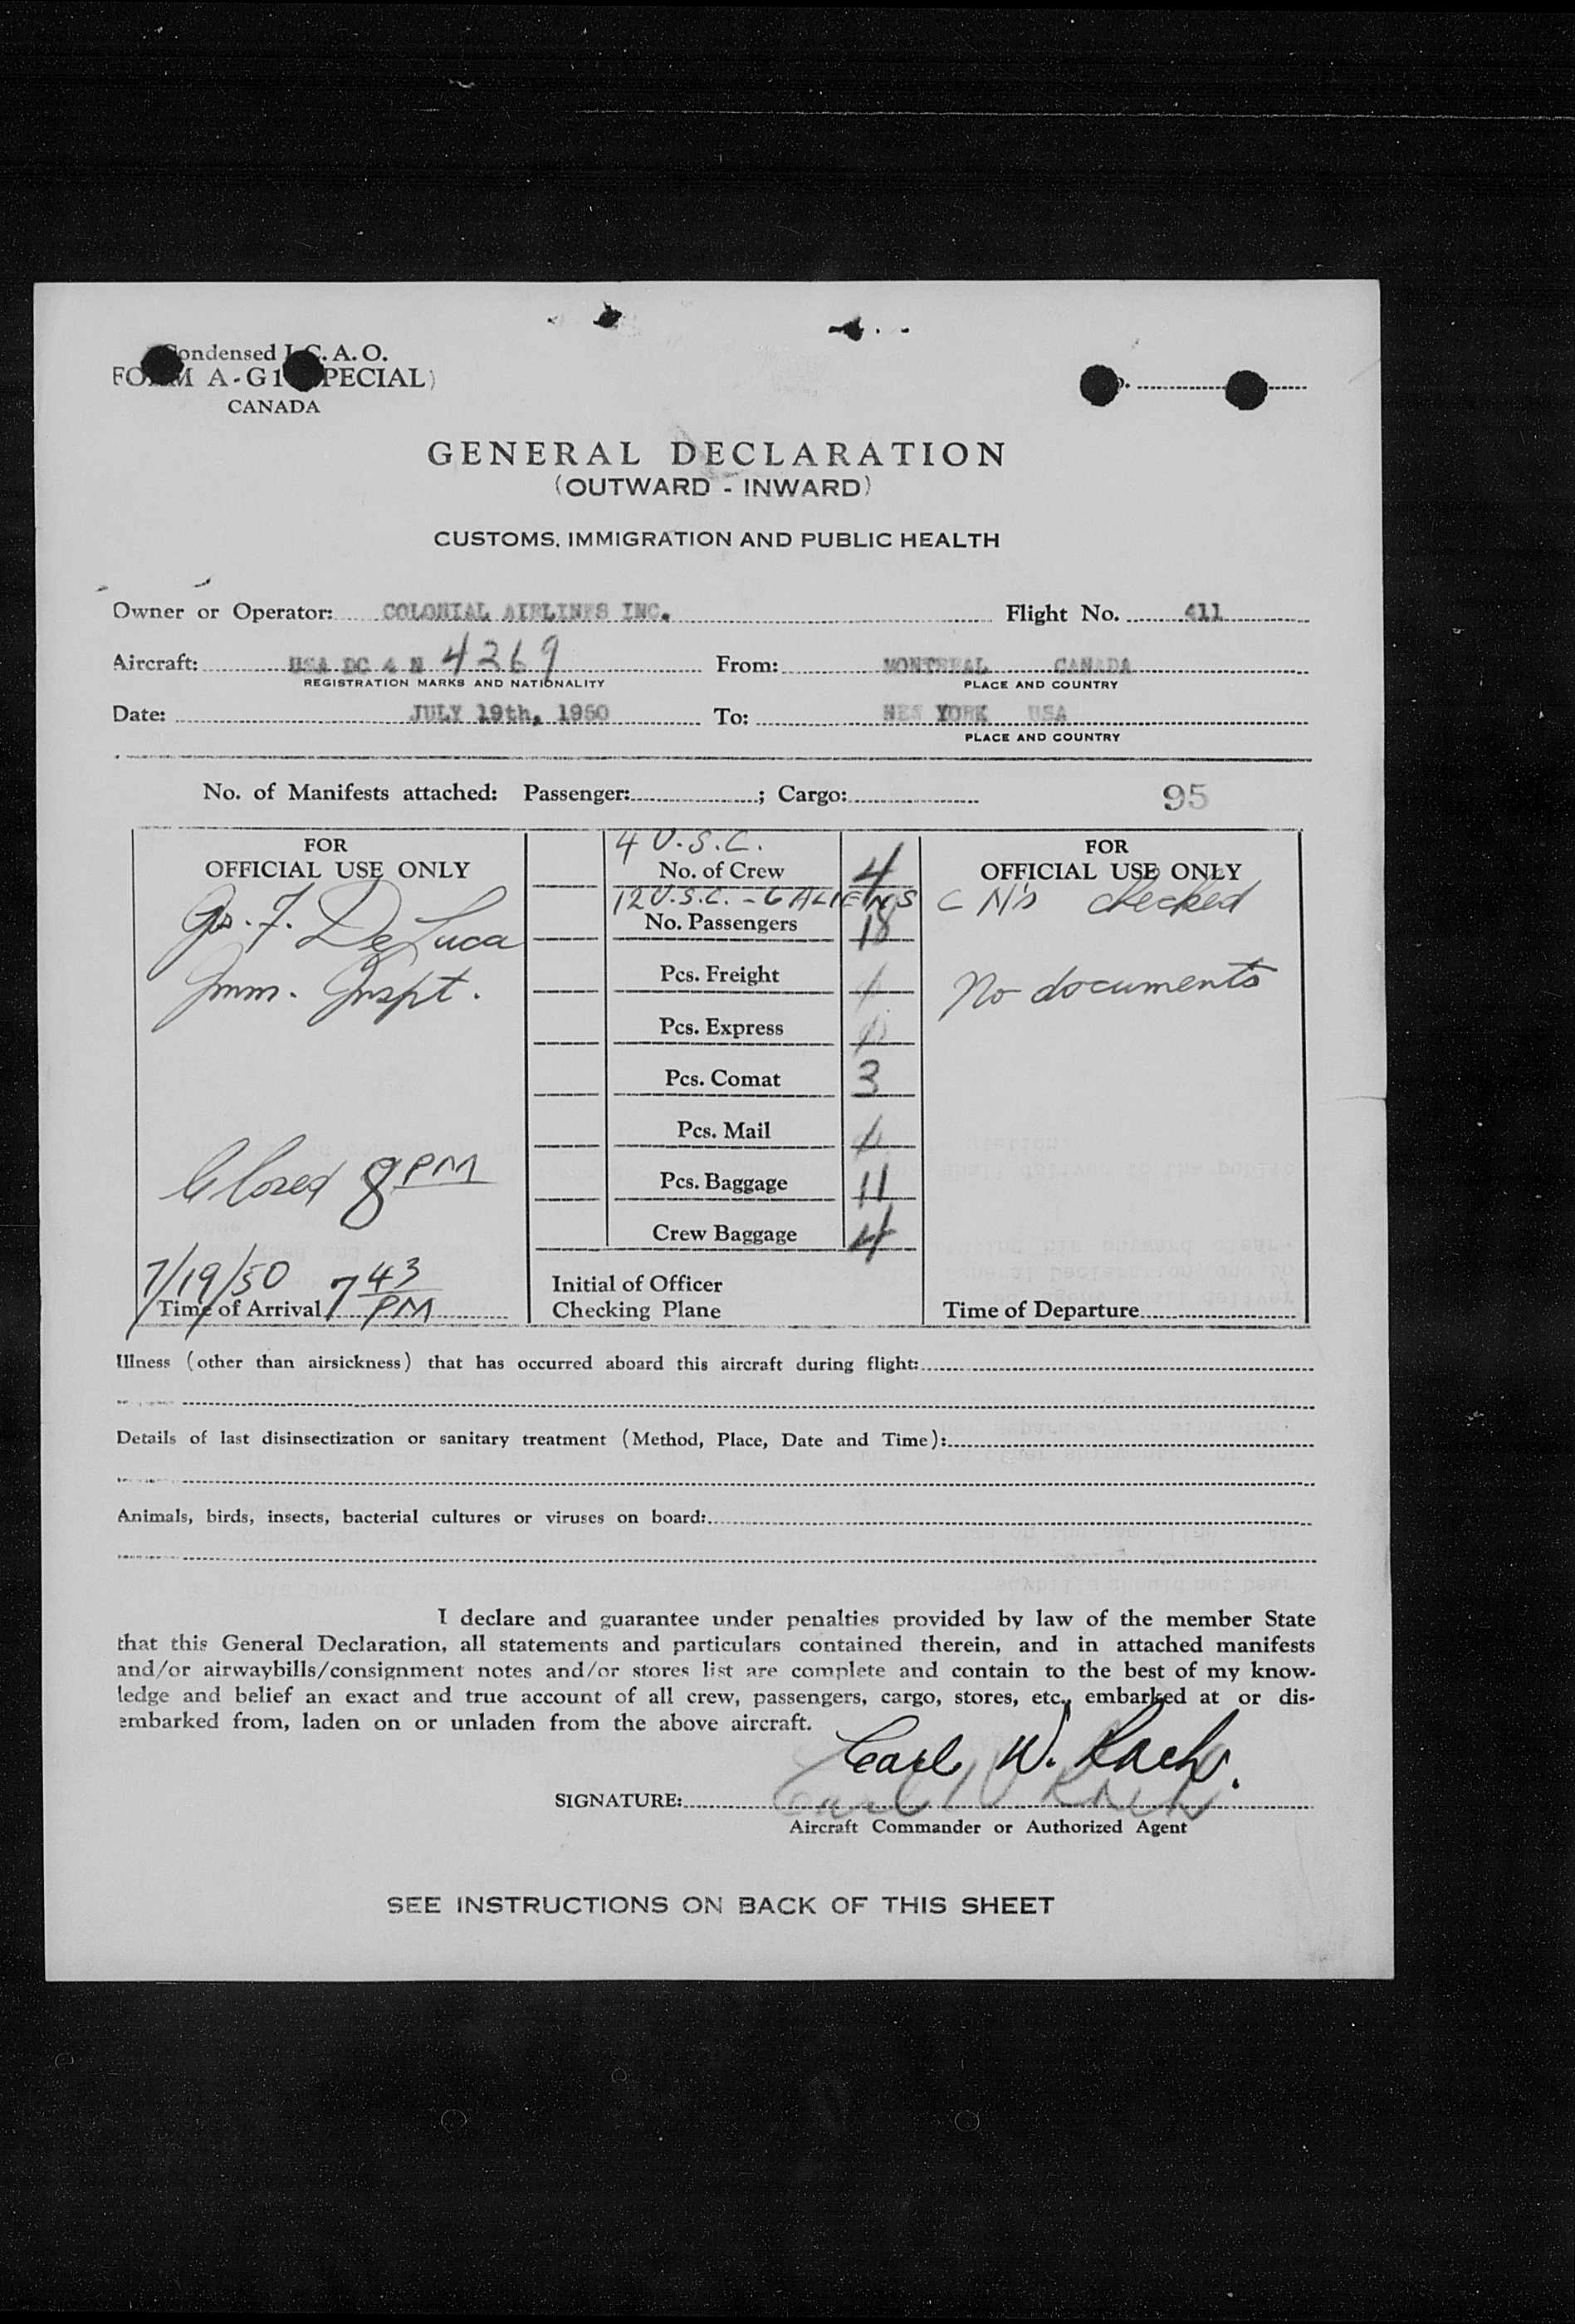 Condensed I.C.A.O.
FORM A-G1 (SPECIAL)
CANADA
GENERAL DECLARATION
(OUTWARD - INWARD)
CUSTOMS, IMMIGRATION AND PUBLIC HEALTH
Owner or Operator: COLONIAL AIRLINES INC. Flight No. 411
Aircraft: USA DC 4 N 4269 From: MONTREAL CANADA
REGISTRATION MARKS AND NATIONALITY PLACE AND COUNTRY
Date: JULY 19th, 1950 To: NEW YORK USA
PLACE AND COUNTRY
No. of Manifests attached: Passenger: ; Cargo: 95
FOR
OFFICIAL USE ONLY
F. De Luca
Imm. Inspt.
Closed 8 PM
7/19/50 7 43 PM
Time of Arrival
4 U.S.C.
No. of Crew 4
12 U.S.C. - 6 ALIENS
No. Passengers 18
Pcs. Freight
Pcs. Express
Pcs. Comat 3
Pcs. Mail
Pcs. Baggage 11
Crew Baggage 4
Initial of Officer
Checking Plane
FOR
OFFICIAL USE ONLY
C N's checked
No documents
Time of Departure
Illness (other than airsickness) that has occurred aboard this aircraft during flight:
Details of last disinsectization or sanitary treatment (Method, Place, Date and Time):
Animals, birds, insects, bacterial cultures or viruses on board:
I declare and guarantee under penalties provided by law of the member State
that this General Declaration, all statements and particulars contained therein, and in attached manifests
and/or airwaybills/consignment notes and/or stores list are complete and contain to the best of my know-
ledge and belief an exact and true account of all crew, passengers, cargo, stores, etc., embarked at or dis-
embarked from, laden on or unladen from the above aircraft.
Carl W. Rach.
SIGNATURE: Carl W Rach
Aircraft Commander or Authorized Agent
SEE INSTRUCTIONS ON BACK OF THIS SHEET